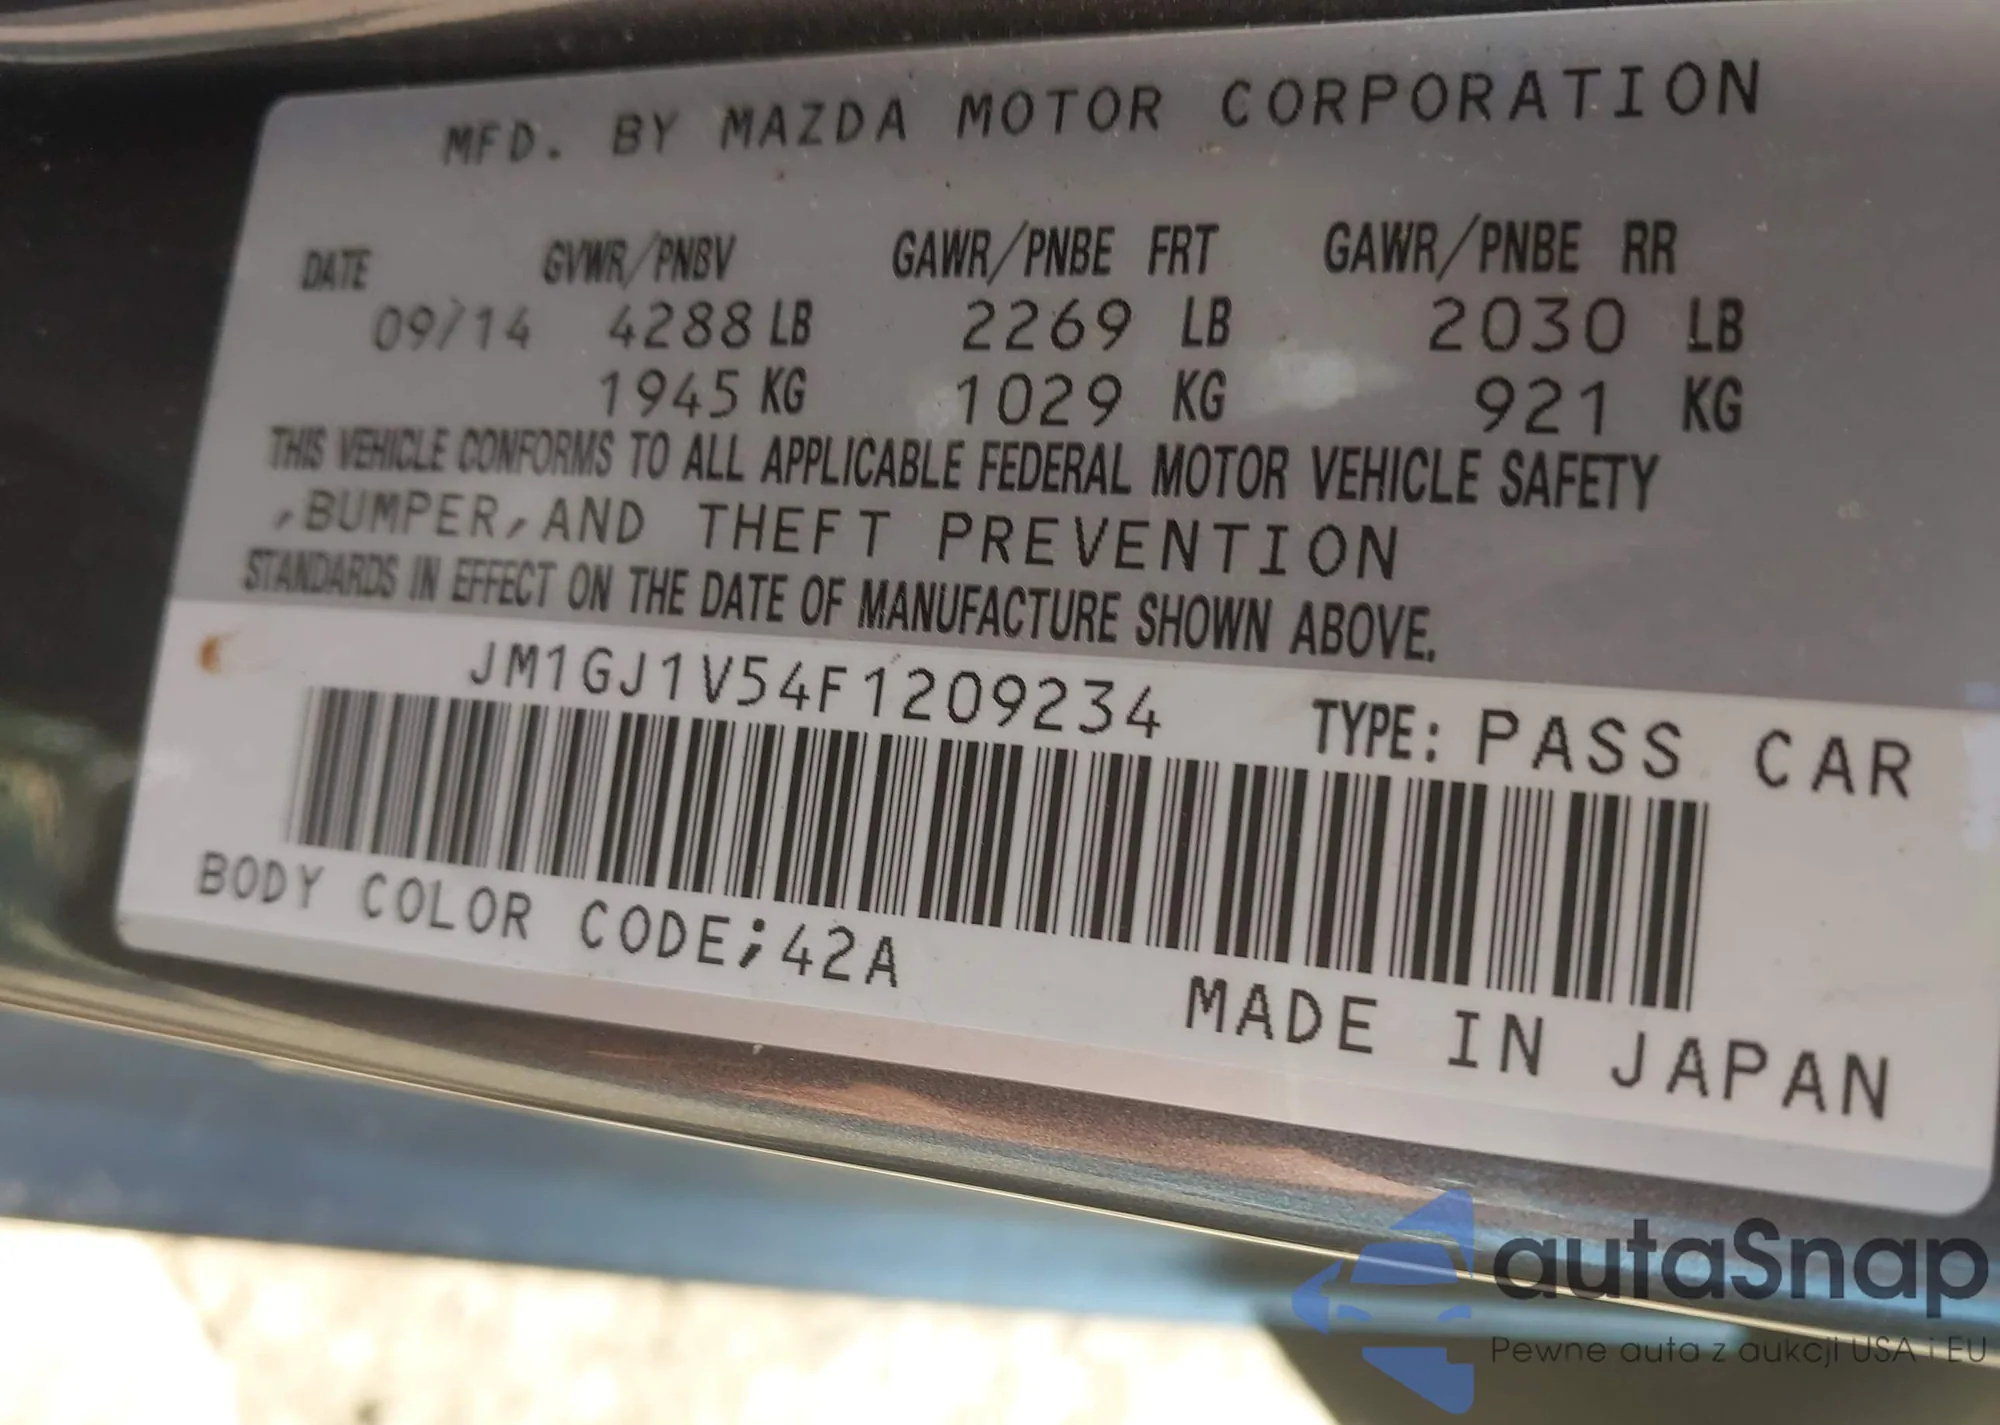 MFD. BY MAZDA MOTOR CORPORATION
DATE GVWR/PNBV GAWR/PNBE FRT GAWR/PNBE RR
09/14 4288 LB 2269 LB 2030 LB
1945 KG 1029 KG 921 KG
THIS VEHICLE CONFORMS TO ALL APPLICABLE FEDERAL MOTOR VEHICLE SAFETY
,BUMPER,AND THEFT PREVENTION
STANDARDS IN EFFECT ON THE DATE OF MANUFACTURE SHOWN ABOVE.
JM1GJ1V54F1209234 TYPE: PASS CAR
BODY COLOR CODE;42A
MADE IN JAPAN
autaSnap
Pewne auta z aukcji USA i EU